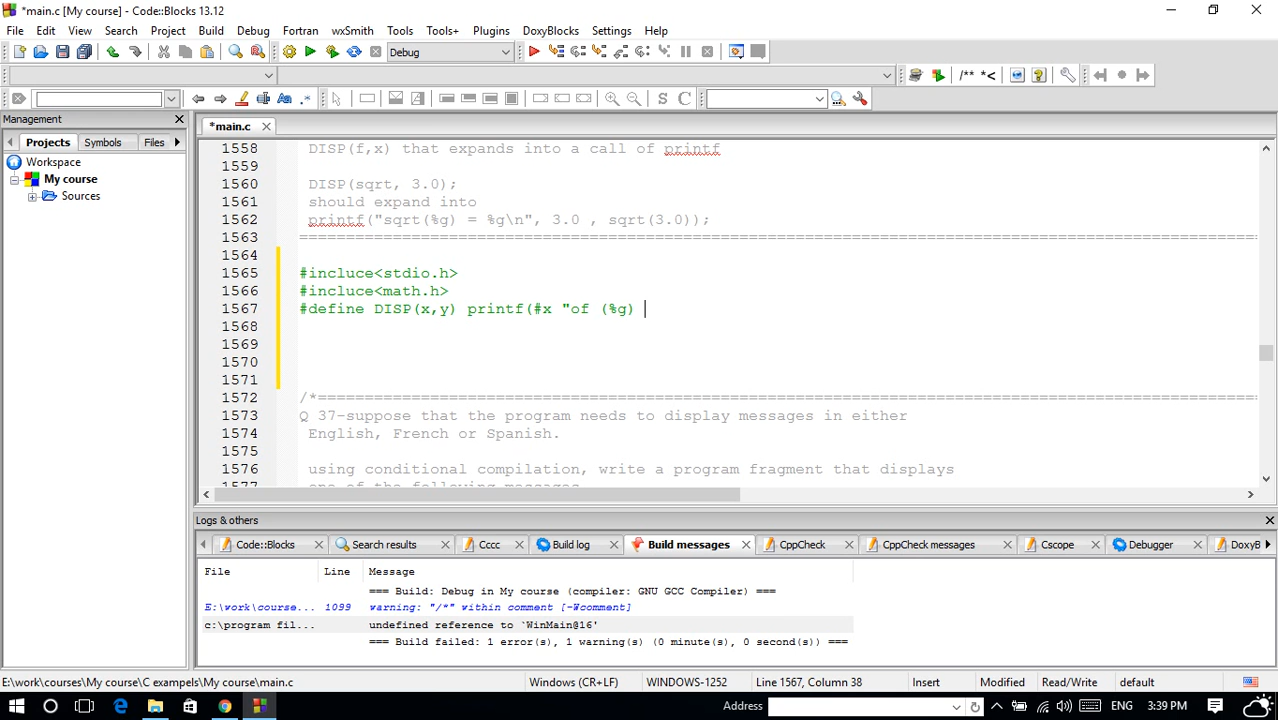 *main.c [My course] - Code::Blocks 13.12
File Edit View Search Project Build Debug Fortran wxSmith Tools Tools+ Plugins DoxyBlocks Settings Help
Debug
/** *<
S C
Management
Projects Symbols Files
Workspace
My course
Sources
*main.c
1558 DISP(f,x) that expands into a call of printf
1559
1560 DISP(sqrt, 3.0);
1561 should expand into
1562 printf("sqrt(%g) = %g\n", 3.0 , sqrt(3.0));
1563 ========================================================================================================
1564
1565 #incluce<stdio.h>
1566 #incluce<math.h>
1567 #define DISP(x,y) printf(#x "of (%g)
1568
1569
1570
1571
1572 /*======================================================================================================
1573 Q 37-suppose that the program needs to display messages in either
1574 English, French or Spanish.
1575
1576 using conditional compilation, write a program fragment that displays
1577 one of the following messages
Logs & others
Code::Blocks Search results Cccc Build log Build messages CppCheck CppCheck messages Cscope Debugger DoxyB
File Line Message
=== Build: Debug in My course (compiler: GNU GCC Compiler) ===
E:\work\course... 1099 warning: "/*" within comment [-Wcomment]
c:\program fil... undefined reference to `WinMain@16'
=== Build failed: 1 error(s), 1 warning(s) (0 minute(s), 0 second(s)) ===
E:\work\courses\My course\C exampels\My course\main.c Windows (CR+LF) WINDOWS-1252 Line 1567, Column 38 Insert Modified Read/Write default
Address ENG 3:39 PM